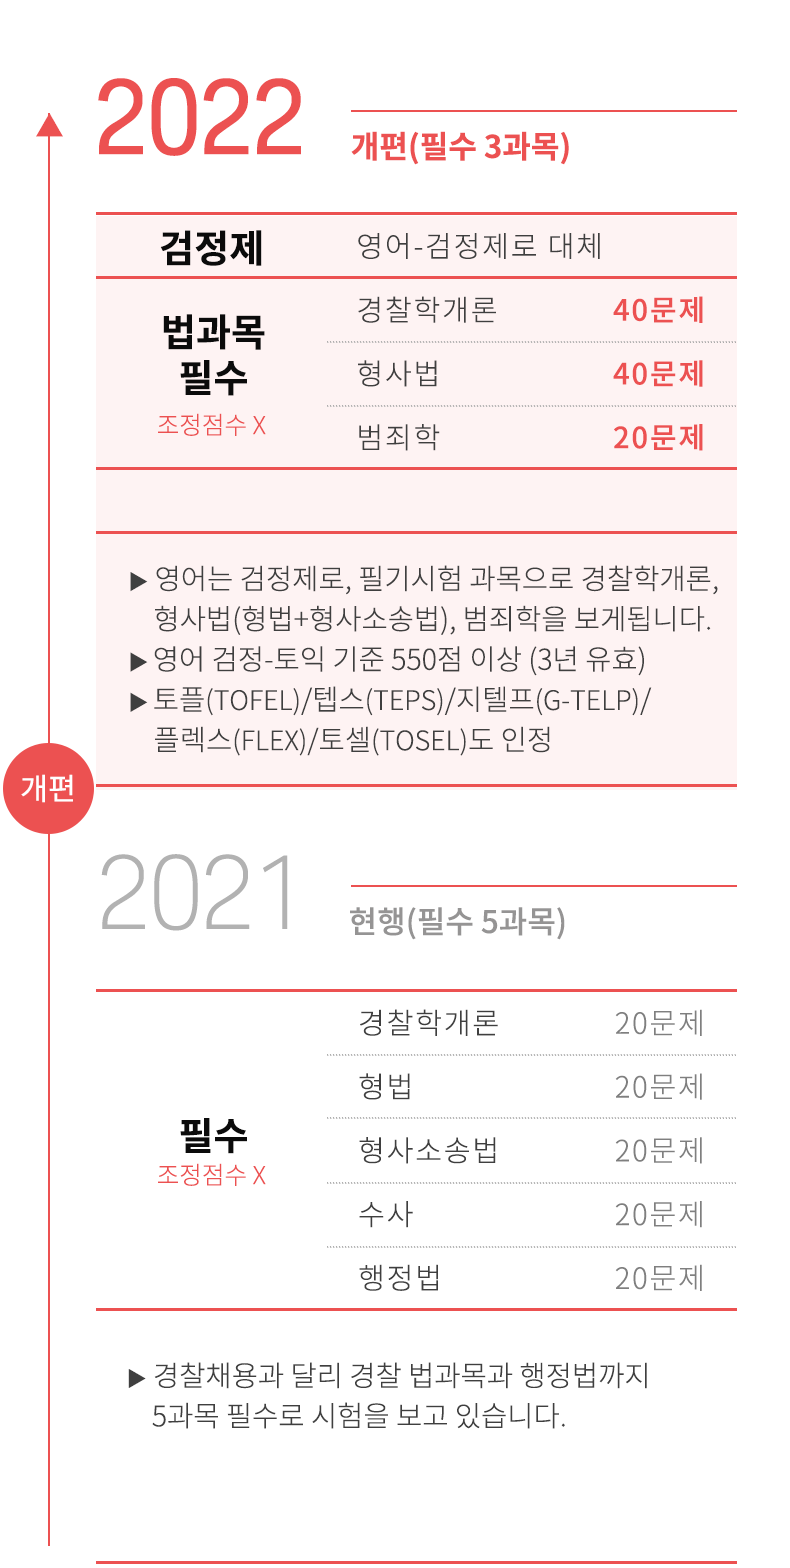 2022
개편(필수 3과목)
검정제 영어-검정제로 대체
법과목
필수
조정점수 X
경찰학개론 40문제
형사법 40문제
범죄학 20문제
▶ 영어는 검정제로, 필기시험 과목으로 경찰학개론,
형사법(형법+형사소송법), 범죄학을 보게됩니다.
▶ 영어 검정-토익 기준 550점 이상 (3년 유효)
▶ 토플(TOFEL)/텝스(TEPS)/지텔프(G-TELP)/
플렉스(FLEX)/토셀(TOSEL)도 인정
개편
2021
현행(필수 5과목)
필수
조정점수 X
경찰학개론 20문제
형법 20문제
형사소송법 20문제
수사 20문제
행정법 20문제
▶ 경찰채용과 달리 경찰 법과목과 행정법까지
5과목 필수로 시험을 보고 있습니다.